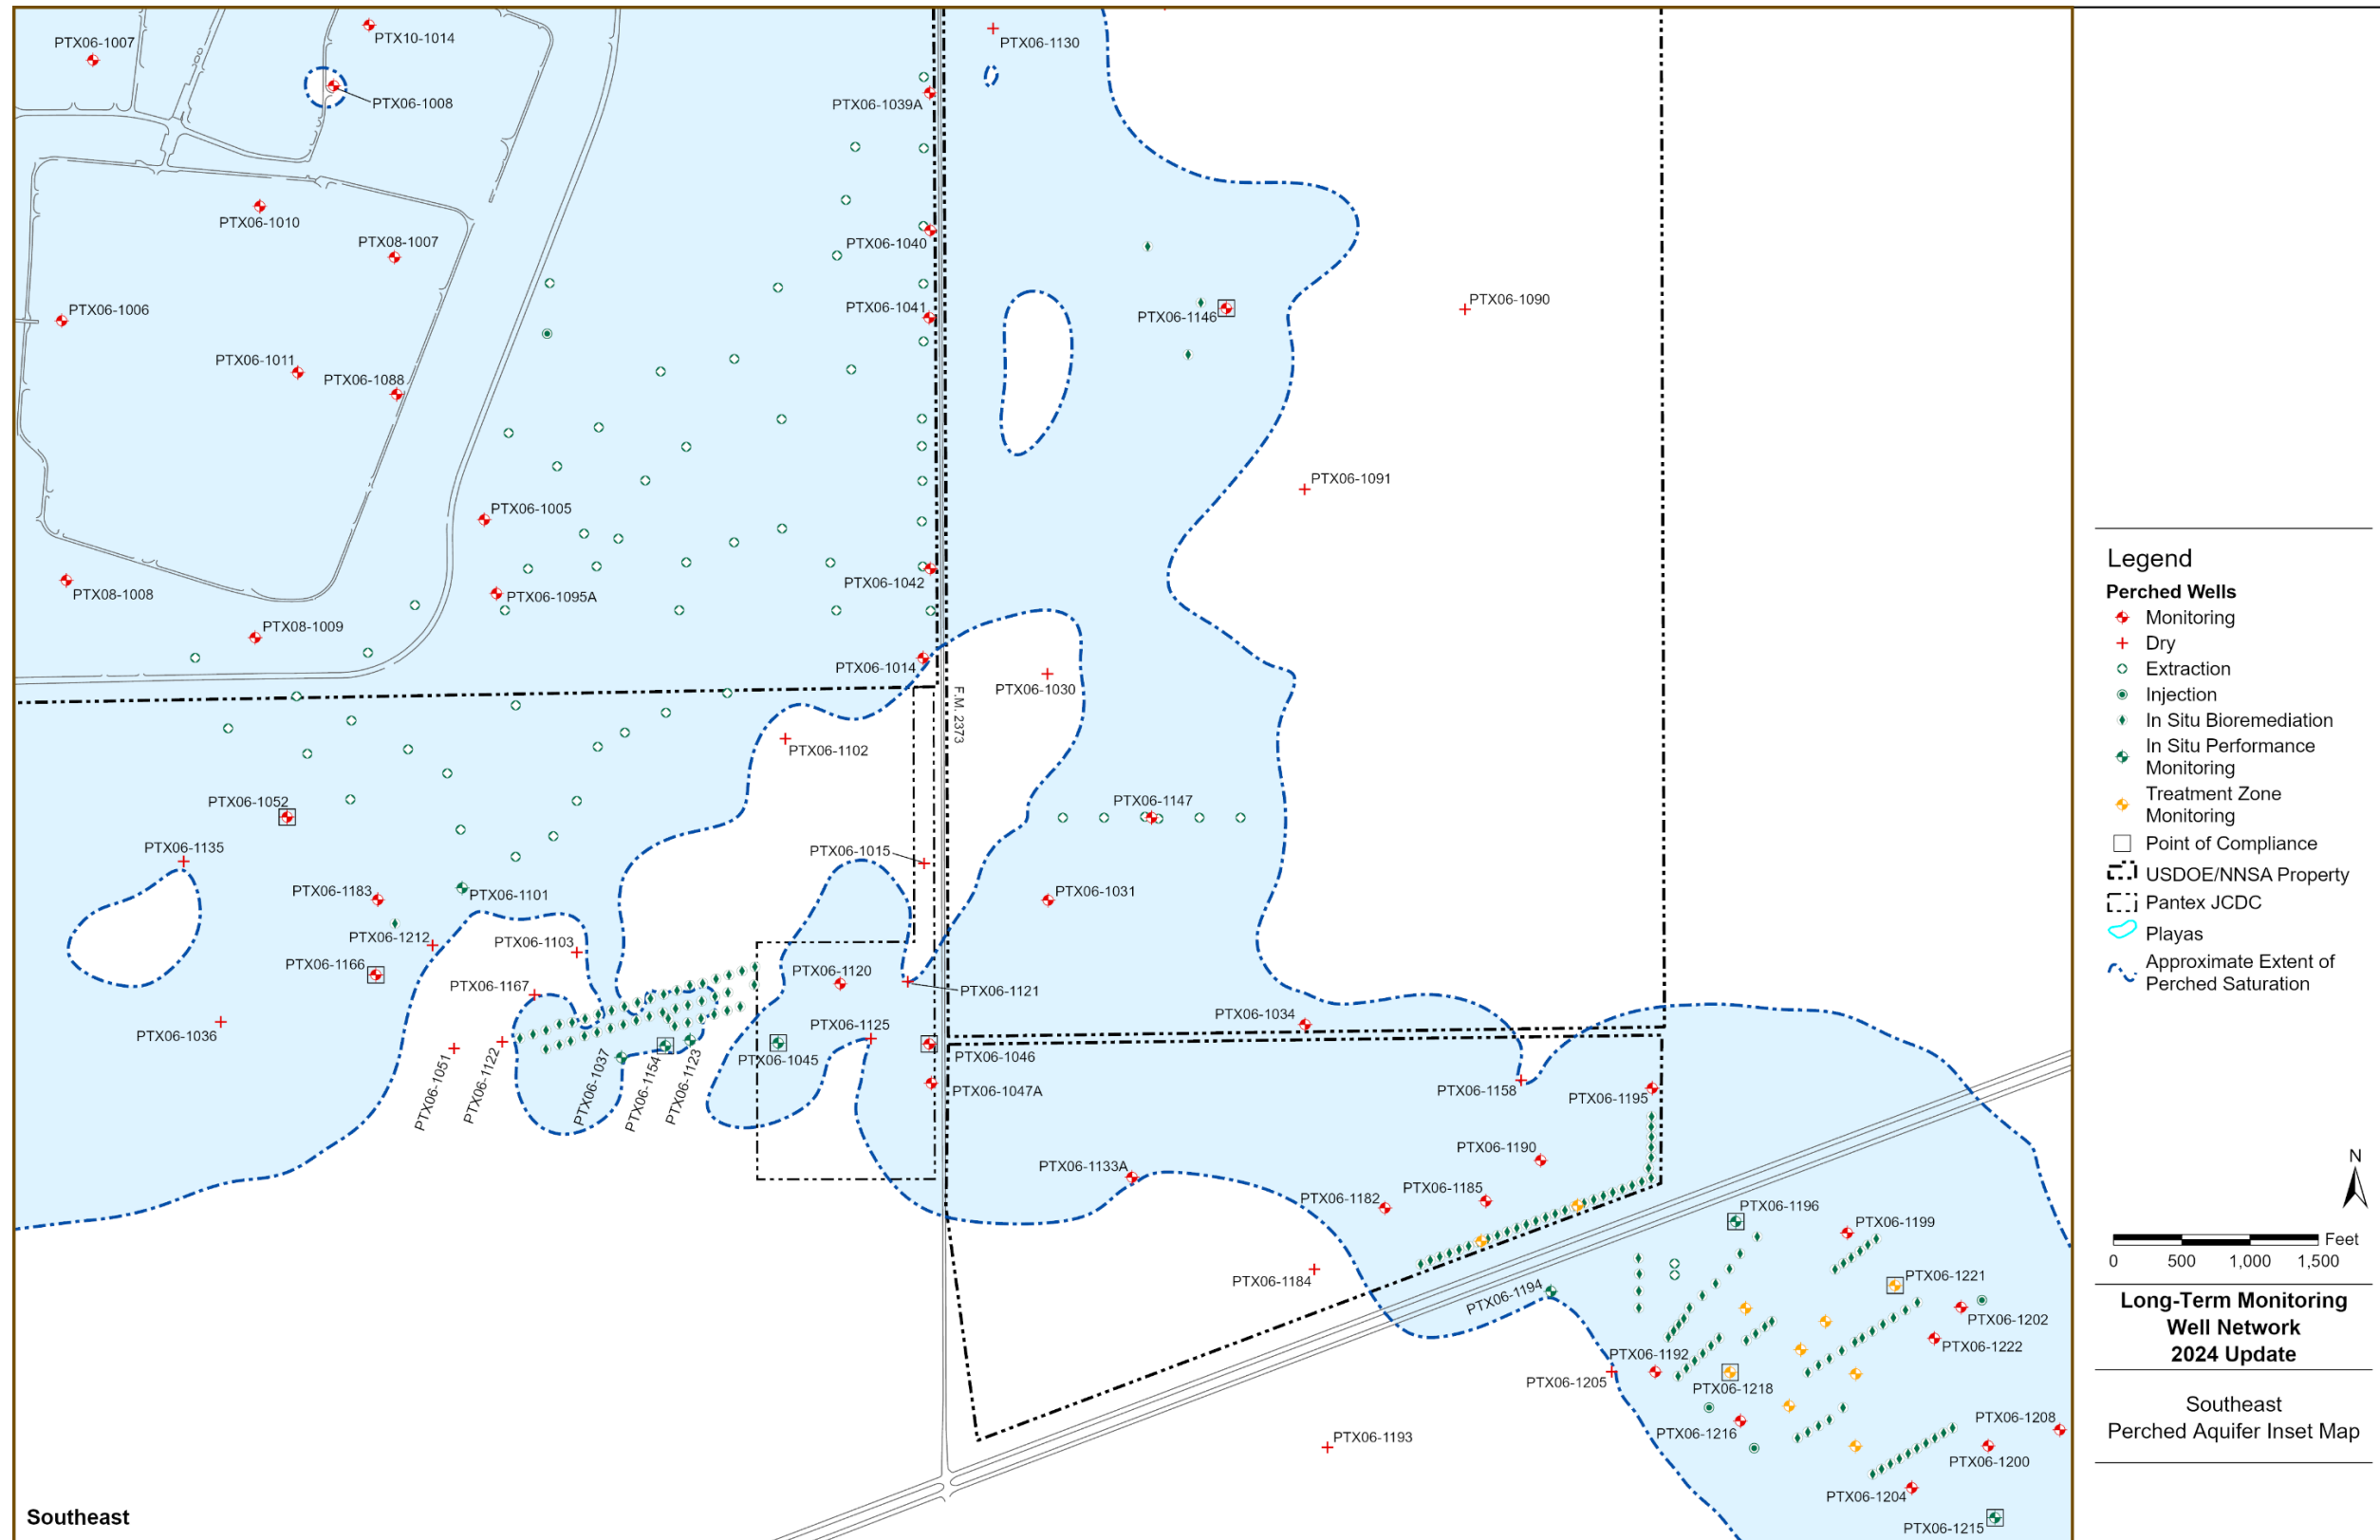 PTX06-1007
PTX10-1014
PTX06-1130
PTX06-1008
PTX06-1039A
PTX06-1010
PTX08-1007
PTX06-1040
PTX06-1006
PTX06-1041
PTX06-1146
PTX06-1090
PTX06-1011
PTX06-1088
PTX06-1091
PTX06-1005
PTX06-1042
PTX08-1008
PTX06-1095A
PTX08-1009
PTX06-1014
PTX06-1030
F.M. 2373
PTX06-1102
PTX06-1052
PTX06-1147
PTX06-1135
PTX06-1015
PTX06-1183
PTX06-1101
PTX06-1031
PTX06-1212
PTX06-1103
PTX06-1166
PTX06-1167
PTX06-1120
PTX06-1121
PTX06-1036
PTX06-1125
PTX06-1034
PTX06-1051
PTX06-1122
PTX06-1037
PTX06-1154
PTX06-1123
PTX06-1045
PTX06-1046
PTX06-1047A
PTX06-1158
PTX06-1195
PTX06-1190
PTX06-1133A
PTX06-1182
PTX06-1185
PTX06-1196
PTX06-1199
PTX06-1184
PTX06-1194
PTX06-1221
PTX06-1202
PTX06-1222
PTX06-1192
PTX06-1205
PTX06-1218
PTX06-1216
PTX06-1208
PTX06-1193
PTX06-1200
PTX06-1204
PTX06-1215
Southeast
Legend
Perched Wells
Monitoring
Dry
Extraction
Injection
In Situ Bioremediation
In Situ Performance
Monitoring
Treatment Zone
Monitoring
Point of Compliance
USDOE/NNSA Property
Pantex JCDC
Playas
Approximate Extent of
Perched Saturation
N
Feet
0 500 1,000 1,500
Long-Term Monitoring
Well Network
2024 Update
Southeast
Perched Aquifer Inset Map